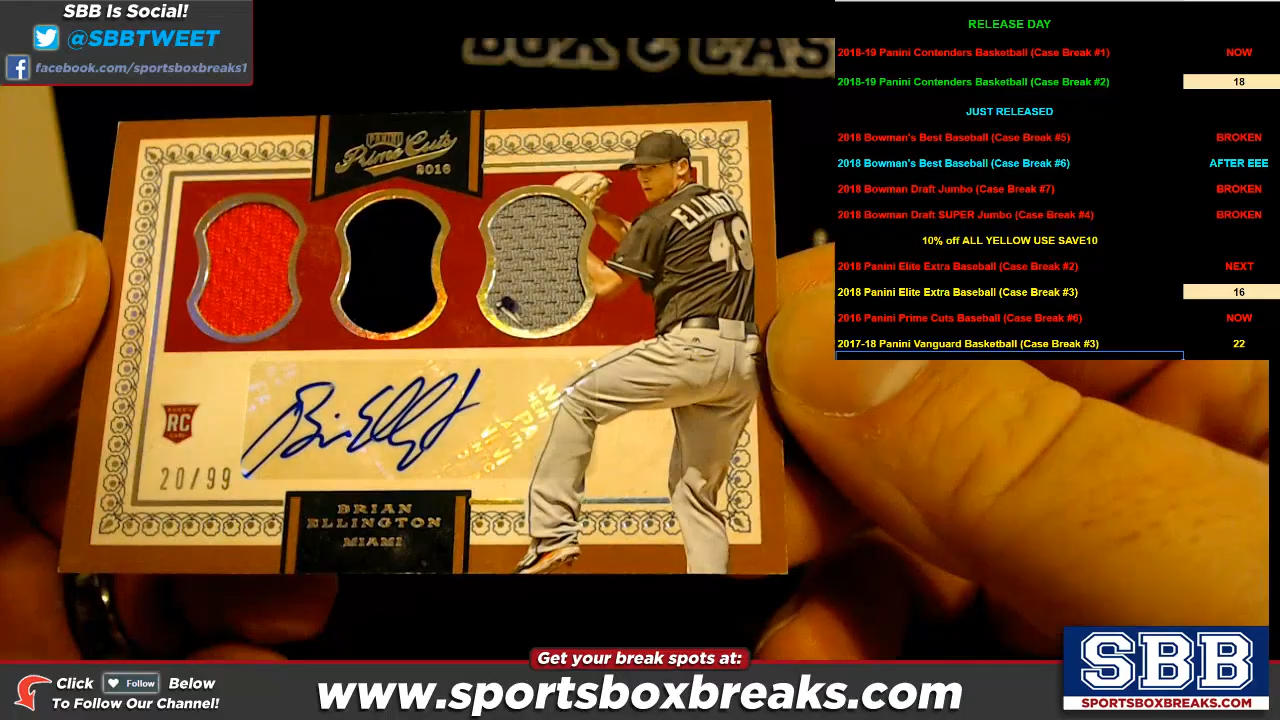 SBB Is Social!
@SBBTWEET
facebook.com/sportsboxbreaks1
RELEASE DAY
2018-19 Panini Contenders Basketball (Case Break #1) NOW
2018-19 Panini Contenders Basketball (Case Break #2) 18
JUST RELEASED
2018 Bowman's Best Baseball (Case Break #5) BROKEN
2018 Bowman's Best Baseball (Case Break #6) AFTER EEE
2018 Bowman Draft Jumbo (Case Break #7) BROKEN
2018 Bowman Draft SUPER Jumbo (Case Break #4) BROKEN
10% off ALL YELLOW USE SAVE10
2018 Panini Elite Extra Baseball (Case Break #2) NEXT
2018 Panini Elite Extra Baseball (Case Break #3) 16
2016 Panini Prime Cuts Baseball (Case Break #6) NOW
2017-18 Panini Vanguard Basketball (Case Break #3) 22
PANINI
Prime Cuts
2016
ELLINGT
48
RC
20/99
BRIAN
ELLINGTON
MIAMI
Get your break spots at:
www.sportsboxbreaks.com
Click Follow Below
To Follow Our Channel!
SBB
SPORTSBOXBREAKS.COM